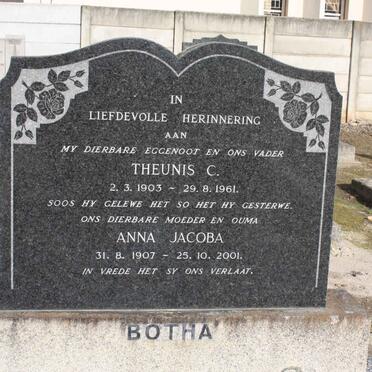 IN
LIEFDEVOLLE HERINNERING
AAN
MY DIERBARE EGGENOOT EN ONS VADER
THEUNIS C.
2. 3. 1903 - 29. 8. 1961.
SOOS HY GELEWE HET SO HET HY GESTERWE.
ONS DIERBARE MOEDER EN OUMA
ANNA JACOBA
31. 8. 1907 - 25. 10. 2001.
IN VREDE HET SY ONS VERLAAT.
BOTHA